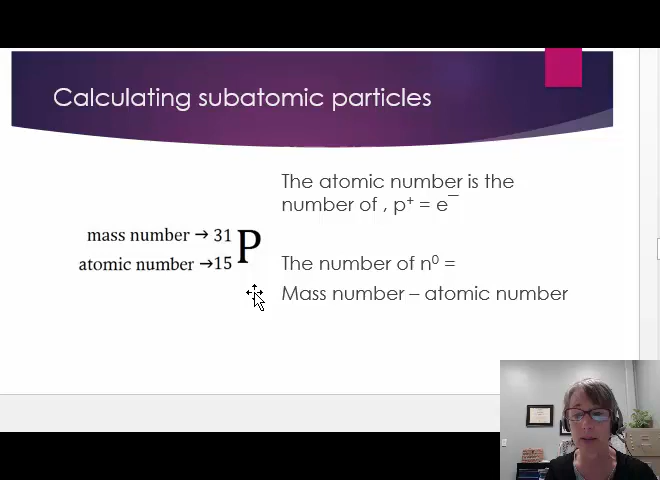 Calculating subatomic particles
The atomic number is the
number of , p⁺ = e⁻
mass number → 31
P
atomic number →15
The number of n⁰ =
Mass number – atomic number